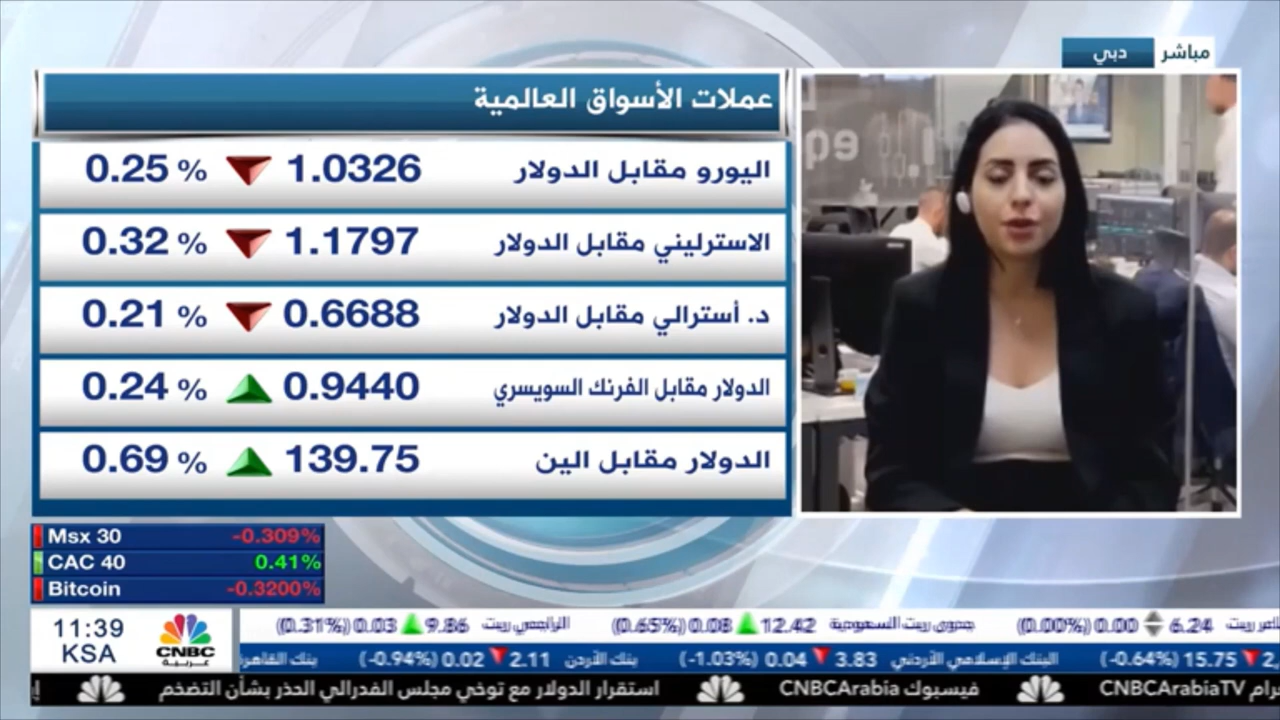 مباشر دبي
عملات الأسواق العالمية
اليورو مقابل الدولار 1.0326 0.25 %
الاسترليني مقابل الدولار 1.1797 0.32 %
د. أسترالي مقابل الدولار 0.6688 0.21 %
الدولار مقابل الفرنك السويسري 0.9440 0.24 %
الدولار مقابل الين 139.75 0.69 %
Msx 30 -0.309%
CAC 40 0.41%
Bitcoin -0.3200%
11:39
KSA
CNBC
عربية
6.24 0.00 (0.00%) جدوى ريت السعودية 12.42 0.08 (0.65%) الراجحي ريت 9.86 0.03 (0.31%)
15.75 (-0.64%) البنك الإسلامي الأردني 3.83 0.04 (-1.03%) بنك الأردن 2.11 0.02 (-0.94%) بنك القاهر
CNBCArabiaTV فيسبوك CNBCArabia استقرار الدولار مع توخي مجلس الفدرالي الحذر بشأن التضخم